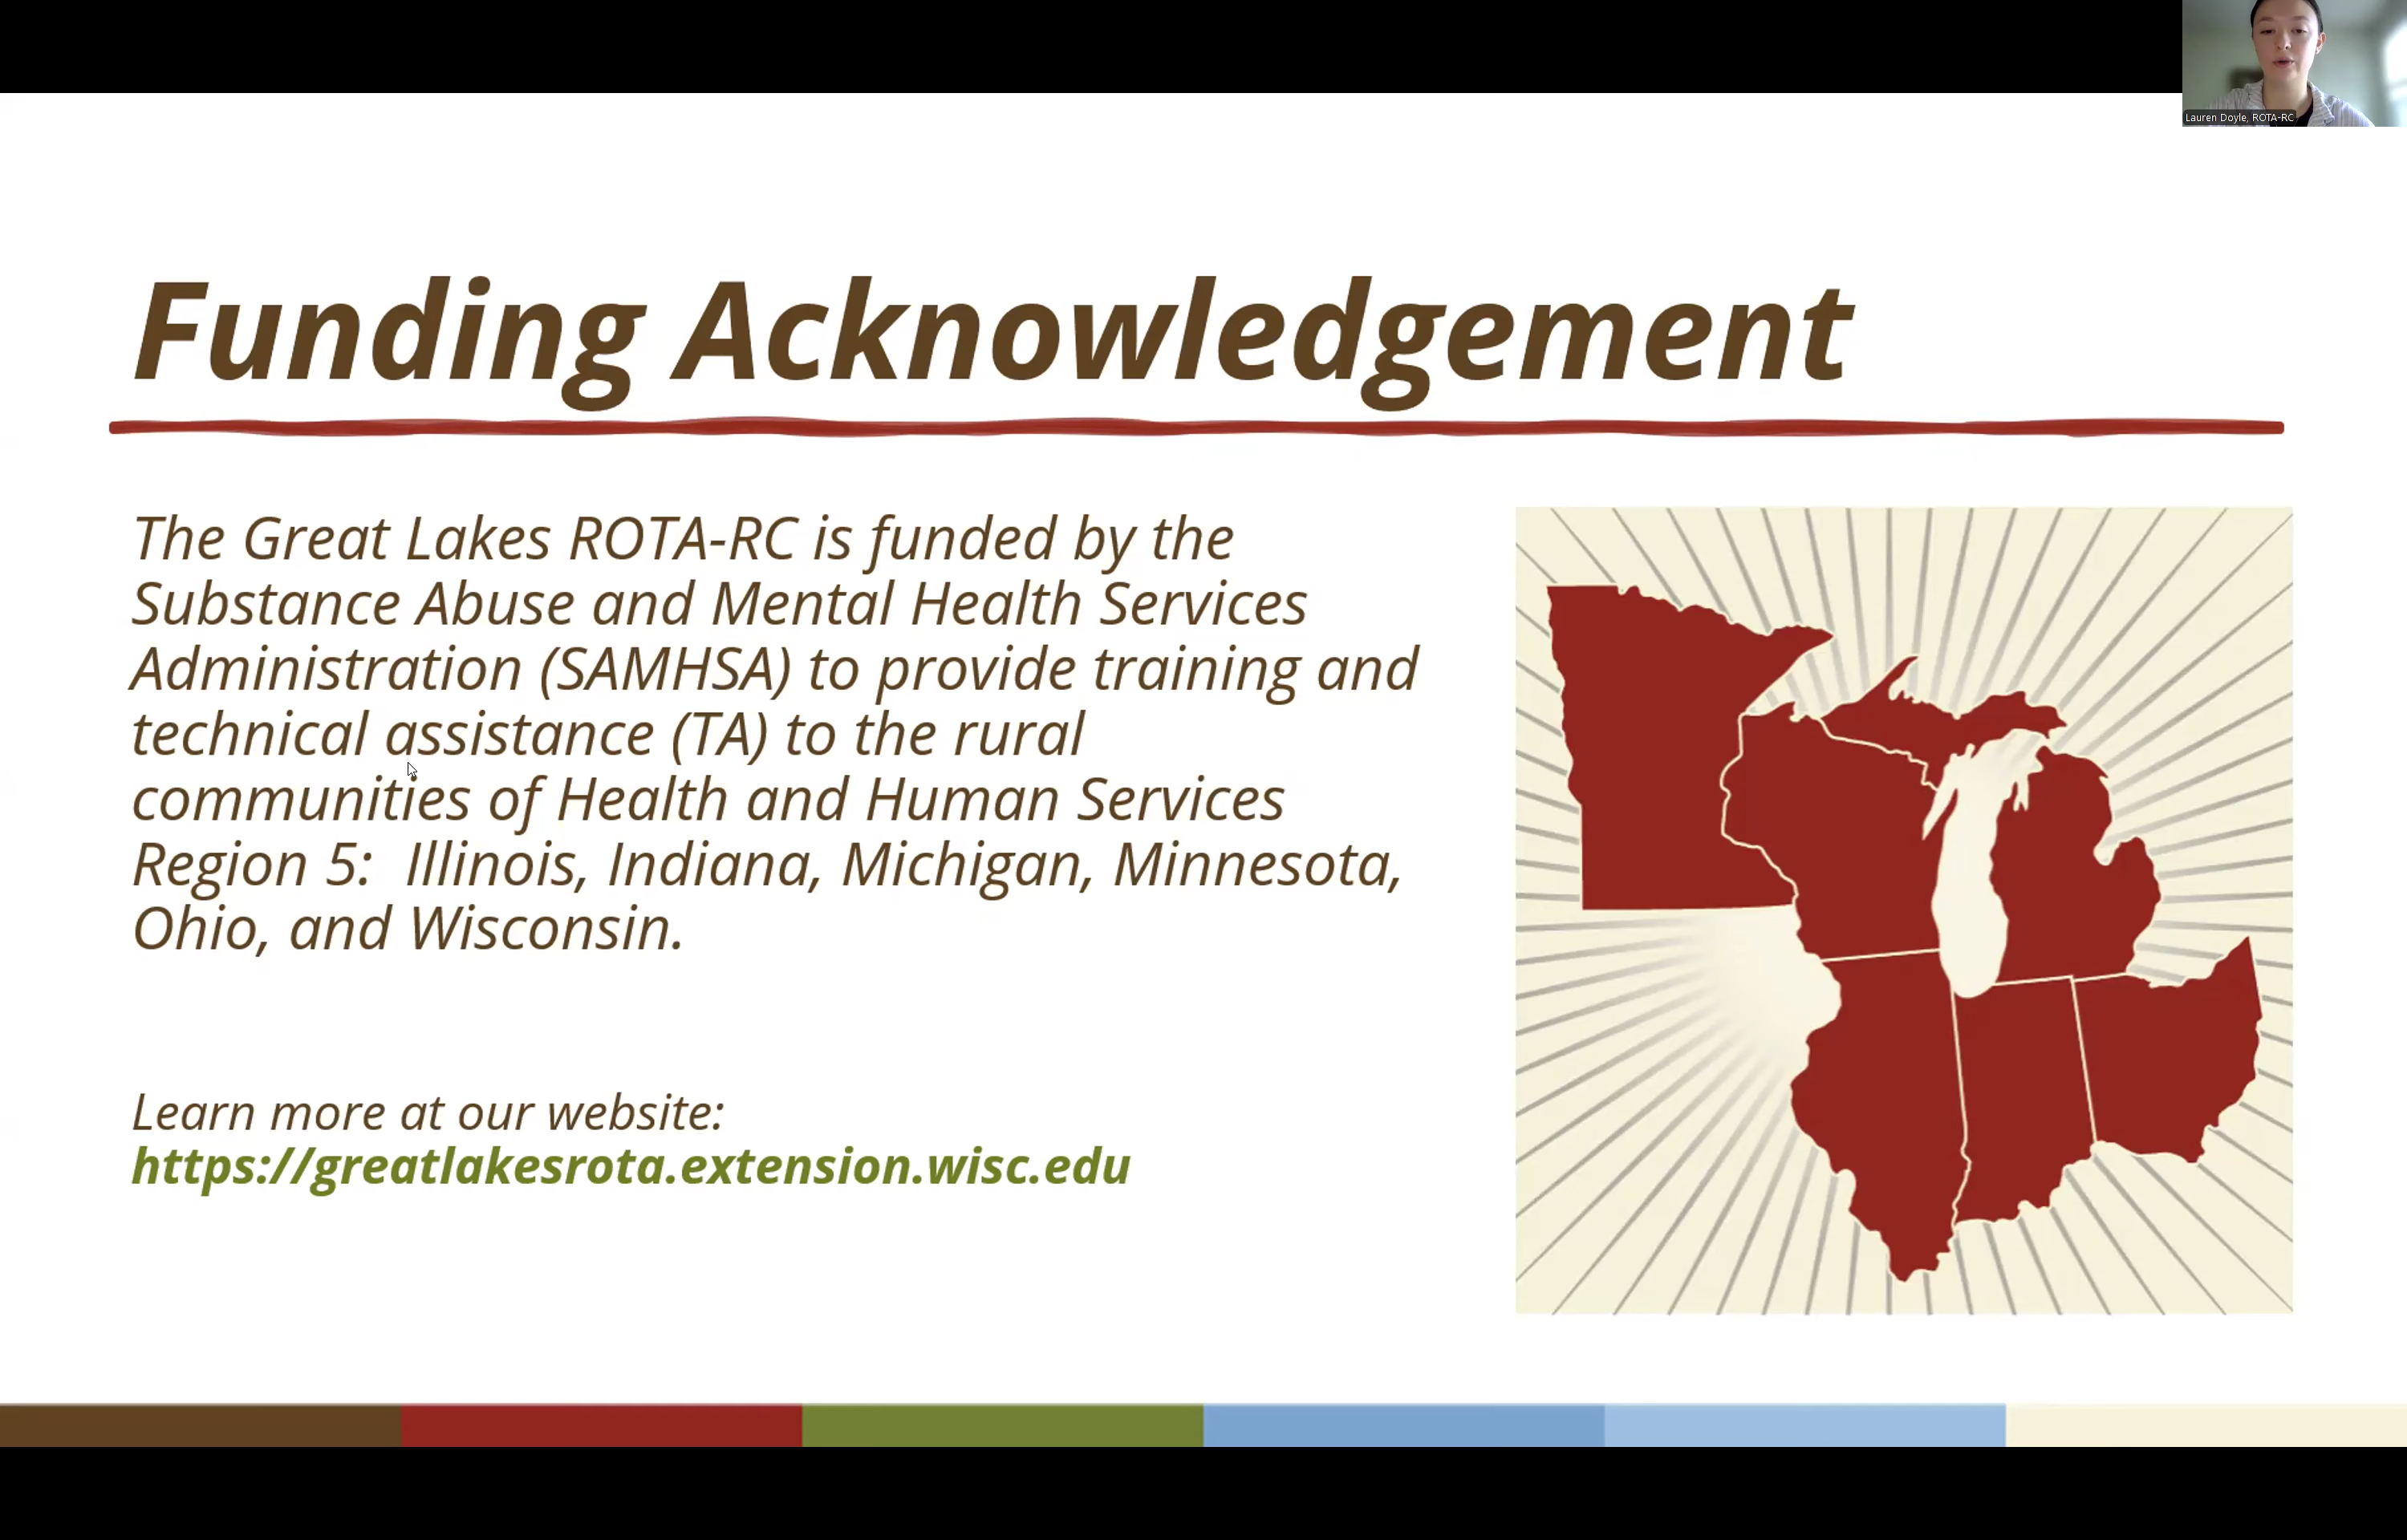 Lauren Doyle, ROTA-RC
Funding Acknowledgement
The Great Lakes ROTA-RC is funded by the
Substance Abuse and Mental Health Services
Administration (SAMHSA) to provide training and
technical assistance (TA) to the rural
communities of Health and Human Services
Region 5:  Illinois, Indiana, Michigan, Minnesota,
Ohio, and Wisconsin.
Learn more at our website:
https://greatlakesrota.extension.wisc.edu